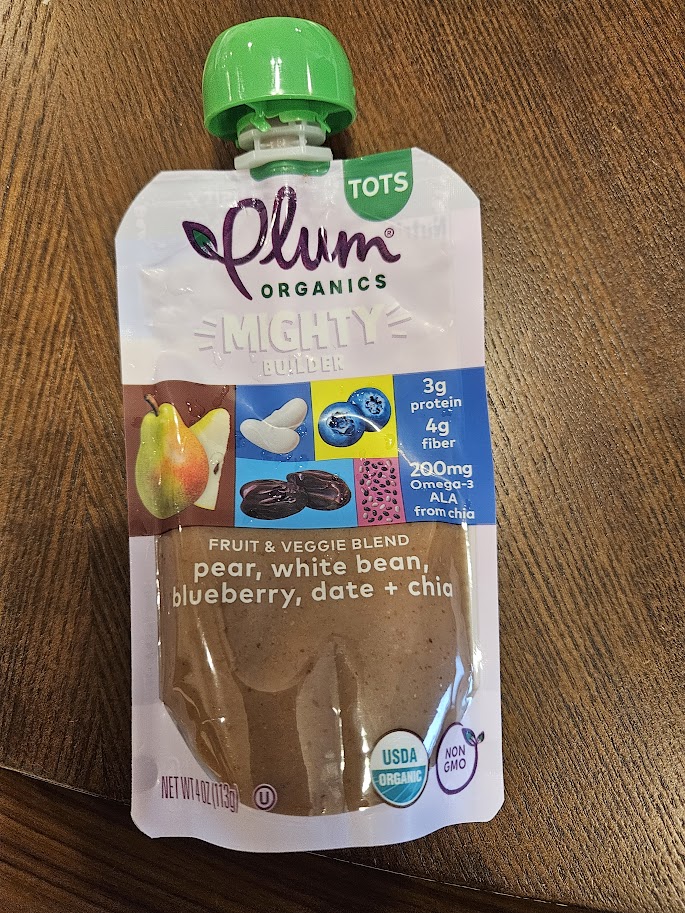 TOTS
Plum®
ORGANICS
MIGHTY
BUILDER
3g
protein
4g
fiber
200mg
Omega-3
ALA
from chia
FRUIT & VEGGIE BLEND
pear, white bean,
blueberry, date + chia
USDA
ORGANIC
NON
GMO
NET WT 4 OZ (113g)
U